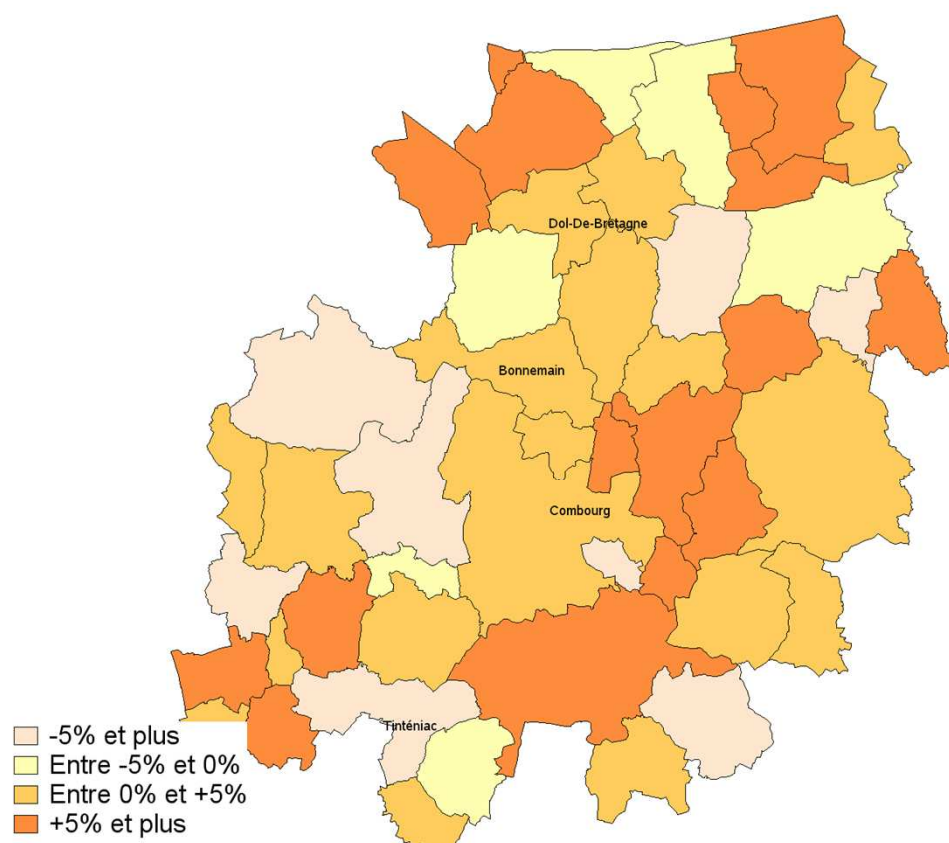 Dol-De-Bretagne
Bonnemain
Combourg
Tinténiac
-5% et plus
Entre -5% et 0%
Entre 0% et +5%
+5% et plus